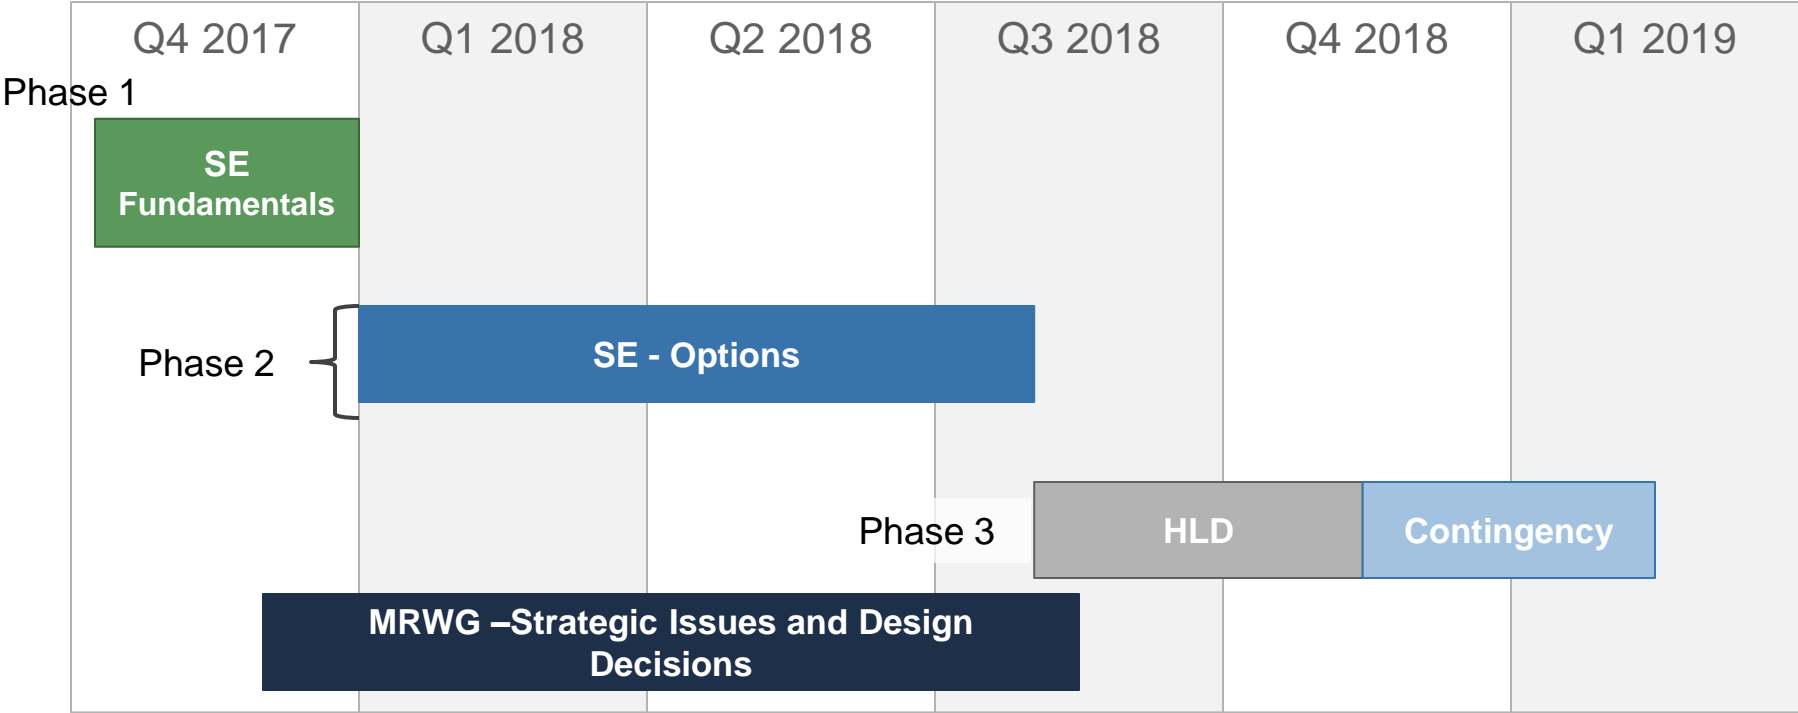 Q4 2017
Q1 2018
Q2 2018
Q3 2018
Q4 2018
Q1 2019
Phase 1
SE
Fundamentals
Phase 2
SE - Options
Phase 3
HLD
Contingency
MRWG –Strategic Issues and Design
Decisions